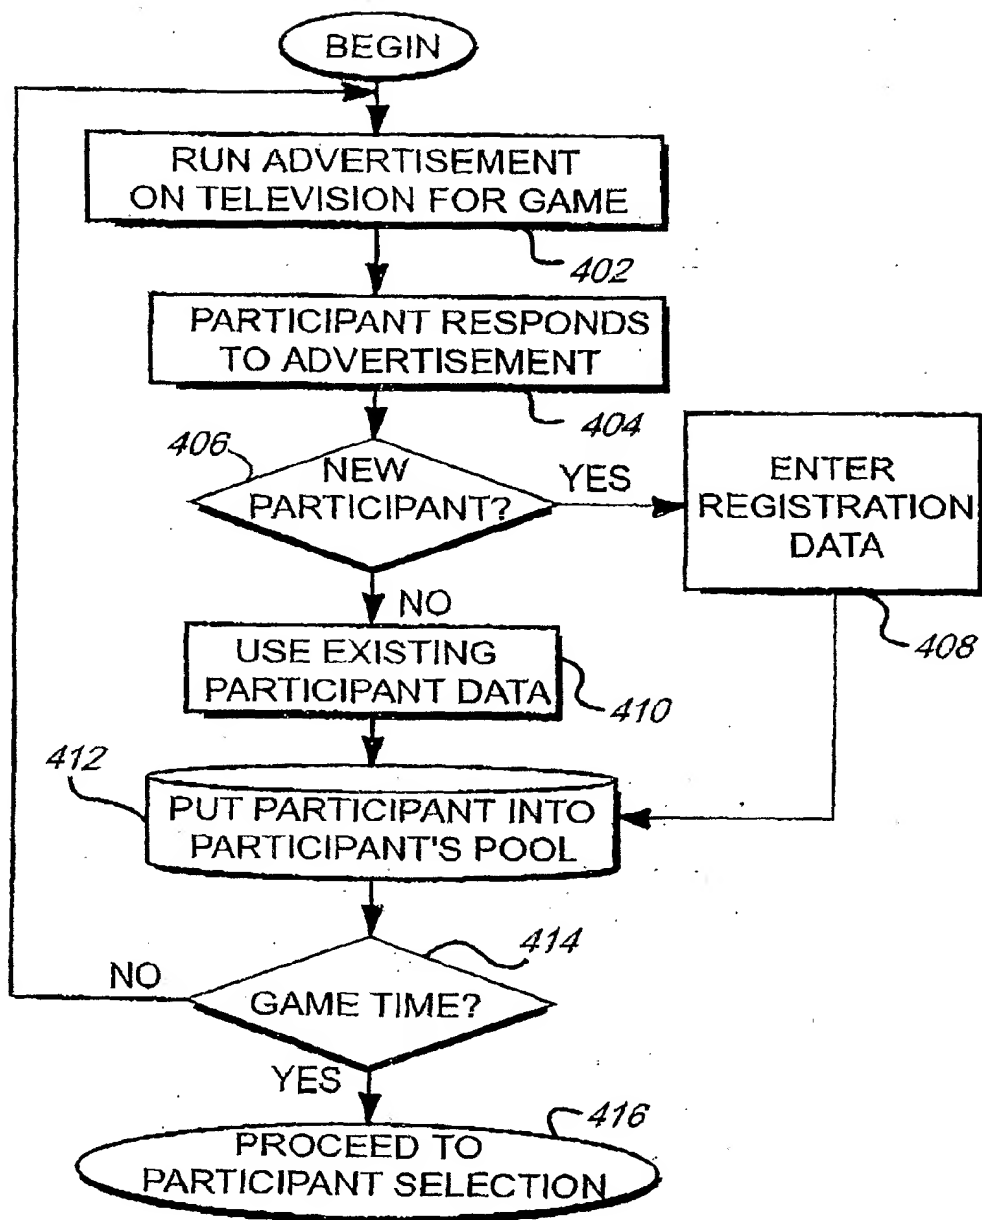 BEGIN
RUN ADVERTISEMENT
ON TELEVISION FOR GAME
402
PARTICIPANT RESPONDS
TO ADVERTISEMENT
404
406
NEW
PARTICIPANT?
YES
ENTER
REGISTRATION
DATA
408
NO
USE EXISTING
PARTICIPANT DATA
410
412
PUT PARTICIPANT INTO
PARTICIPANT'S POOL
414
NO
GAME TIME?
YES
416
PROCEED TO
PARTICIPANT SELECTION